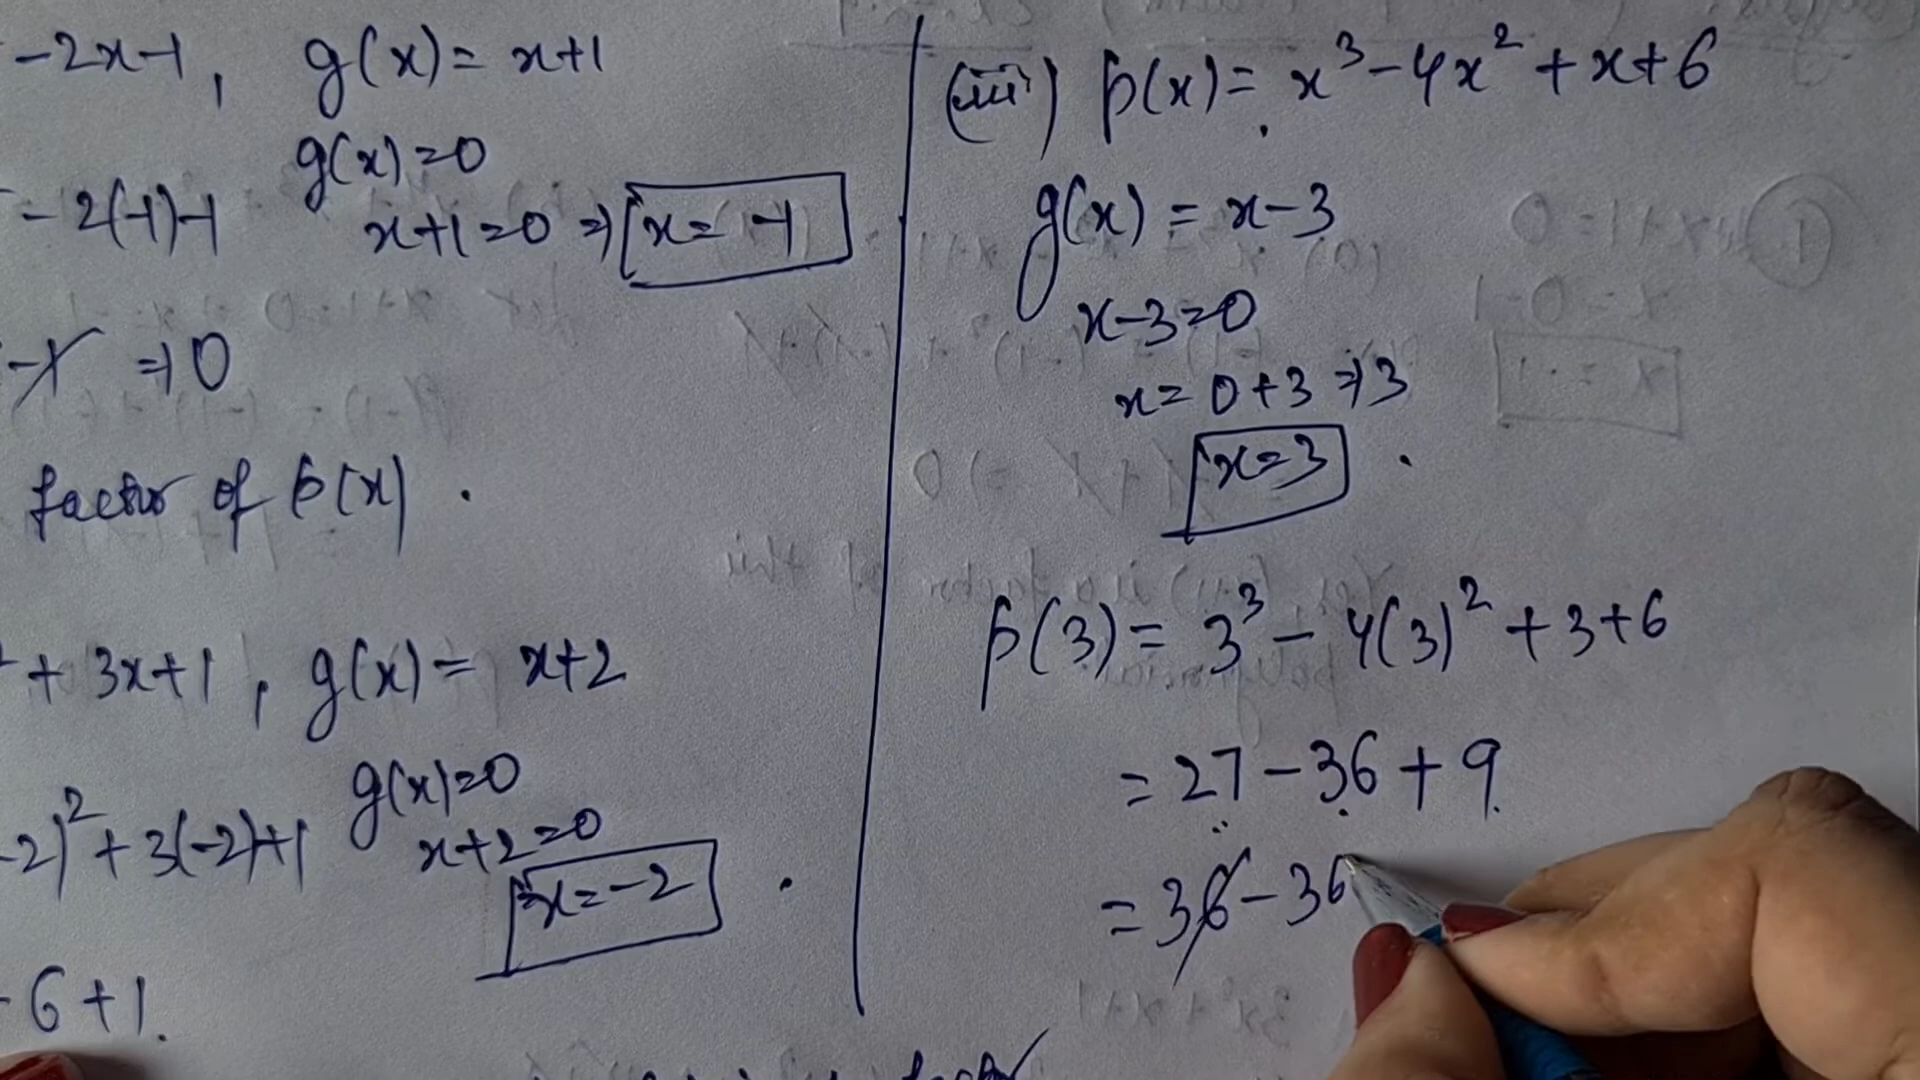 -2x-1, g(x) = x+1
g(x)=0
-2(-1)-1 x+1=0 ⇒ x = -1
-1 ⇒ 0
factor of p(x).
+ 3x+1, g(x) = x+2
g(x)=0
-2)² + 3(-2)+1 x+2=0
x=-2
6+1.
(iii) p(x) = x³-4x²+x+6
g(x) = x-3
x-3=0
x= 0+3 ⇒ 3
x=3
p(3) = 3³ - 4(3)² +3+6
= 27-36+9
= 36-36